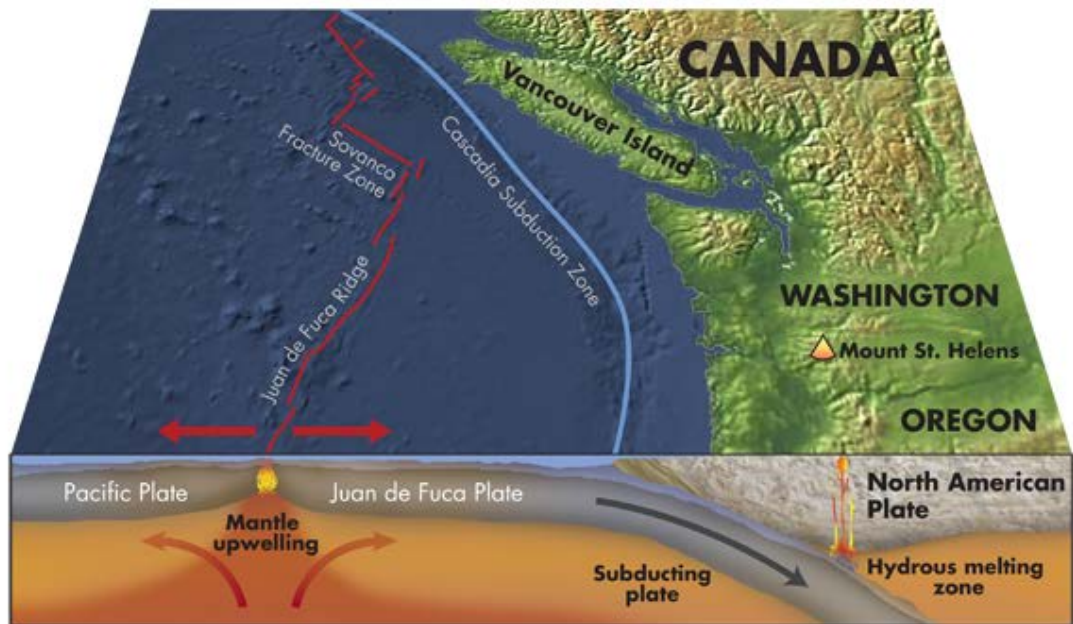 CANADA
Vancouver Island
Cascadia Subduction Zone
Sovanco
Fracture Zone
Juan de Fuca Ridge
WASHINGTON
Mount St. Helens
OREGON
Pacific Plate
Juan de Fuca Plate
North American
Plate
Mantle
upwelling
Subducting
plate
Hydrous melting
zone